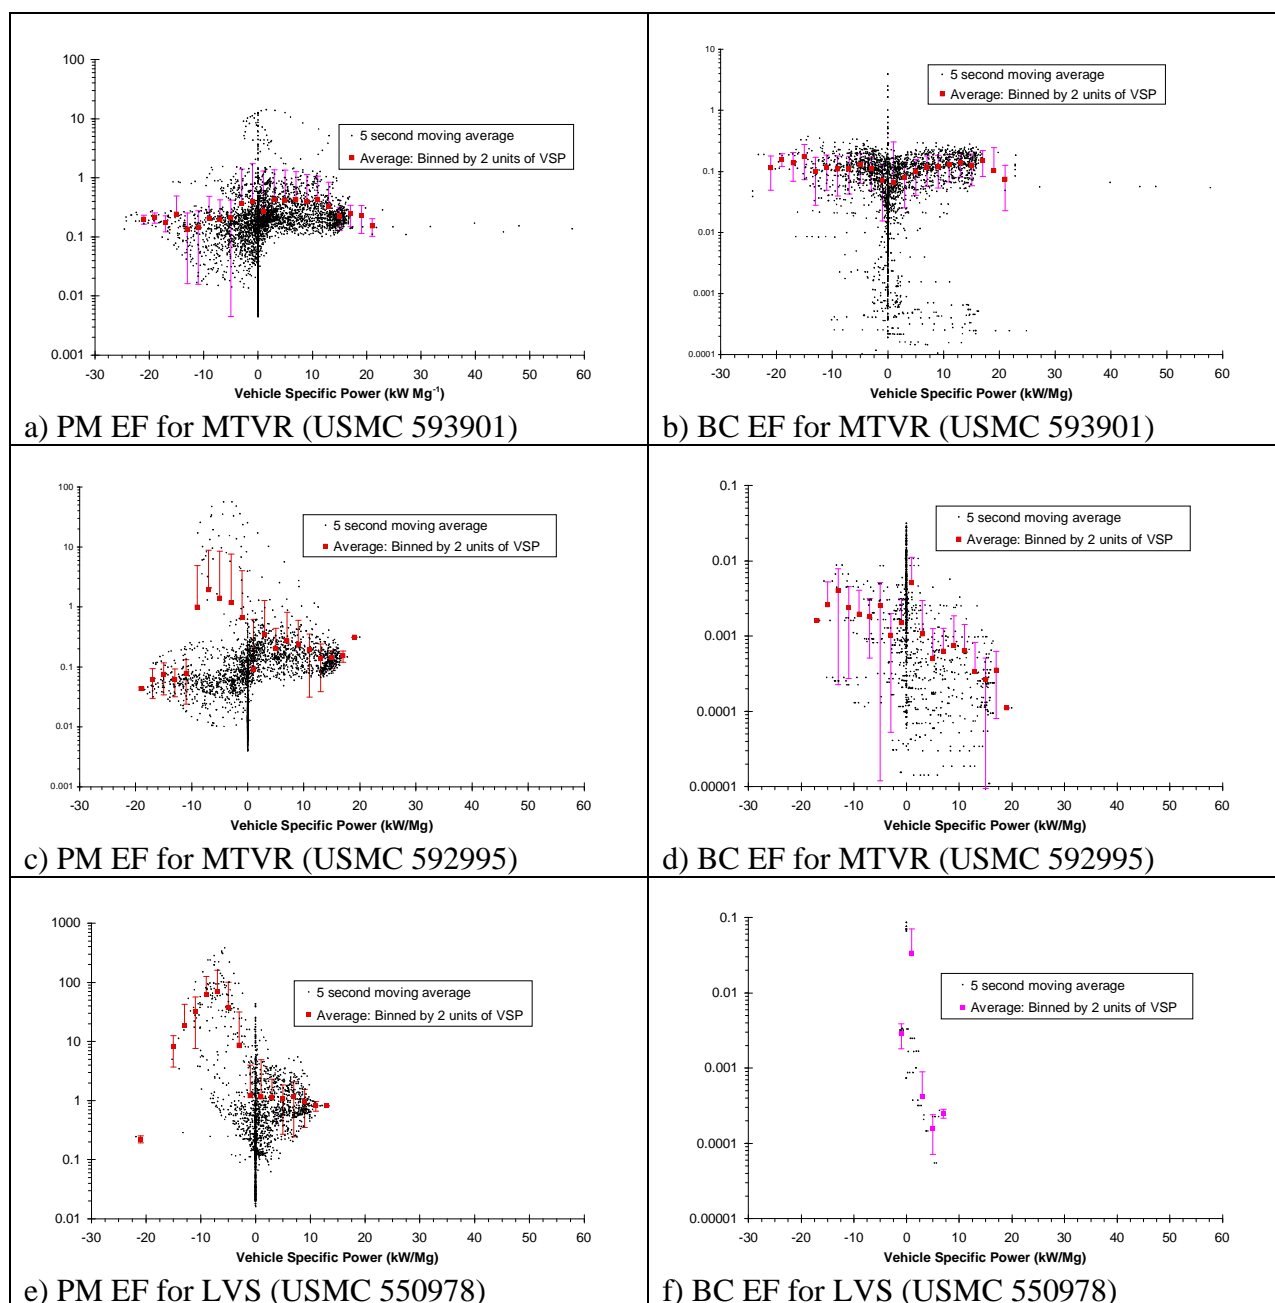 100
10
1
0.1
0.01
0.001
5 second moving average
Average: Binned by 2 units of VSP
-30 -20 -10 0 10 20 30 40 50 60
Vehicle Specific Power (kW Mg⁻¹)
a) PM EF for MTVR (USMC 593901)
10
1
0.1
0.01
0.001
0.0001
5 second moving average
Average: Binned by 2 units of VSP
-30 -20 -10 0 10 20 30 40 50 60
Vehicle Specific Power (kW/Mg)
b) BC EF for MTVR (USMC 593901)
100
10
1
0.1
0.01
0.001
5 second moving average
Average: Binned by 2 units of VSP
-30 -20 -10 0 10 20 30 40 50 60
Vehicle Specific Power (kW/Mg)
c) PM EF for MTVR (USMC 592995)
0.1
0.01
0.001
0.0001
0.00001
5 second moving average
Average: Binned by 2 units of VSP
-30 -20 -10 0 10 20 30 40 50 60
Vehicle Specific Power (kW/Mg)
d) BC EF for MTVR (USMC 592995)
1000
100
10
1
0.1
0.01
5 second moving average
Average: Binned by 2 units of VSP
-30 -20 -10 0 10 20 30 40 50 60
Vehicle Specific Power (kW/Mg)
e) PM EF for LVS (USMC 550978)
0.1
0.01
0.001
0.0001
0.00001
5 second moving average
Average: Binned by 2 units of VSP
-30 -20 -10 0 10 20 30 40 50 60
Vehicle Specific Power (kW/Mg)
f) BC EF for LVS (USMC 550978)